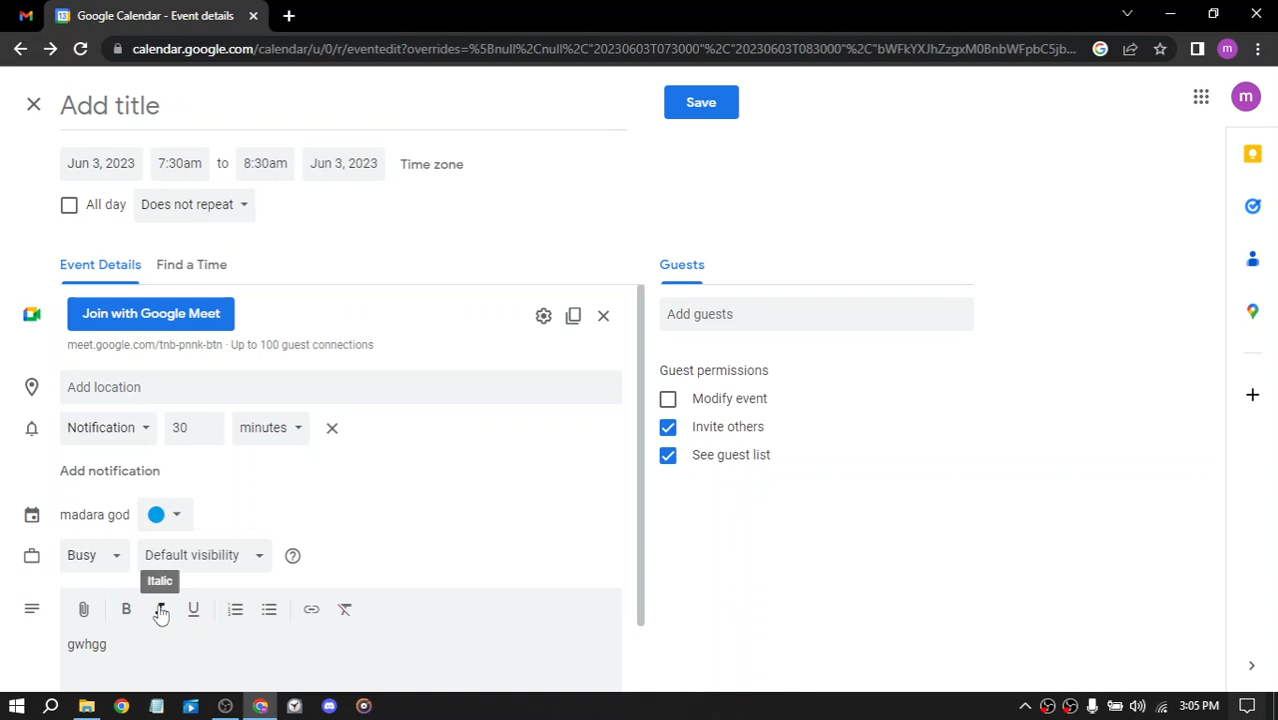 Google Calendar - Event details
calendar.google.com/calendar/u/0/r/eventedit?overrides=%5Bnull%2Cnull%2C"20230603T073000"%2C"20230603T083000"%2C"bWFkYXJhZzgxM0BnbWFpbC5jb...
m
Add title
Save
m
Jun 3, 2023 7:30am to 8:30am Jun 3, 2023 Time zone
All day Does not repeat
Event Details Find a Time
Guests
Join with Google Meet
Add guests
meet.google.com/tnb-pnnk-btn · Up to 100 guest connections
Guest permissions
Add location
Modify event
Notification 30 minutes
Invite others
See guest list
Add notification
madara god
Busy Default visibility
Italic
B U
gwhgg
3:05 PM